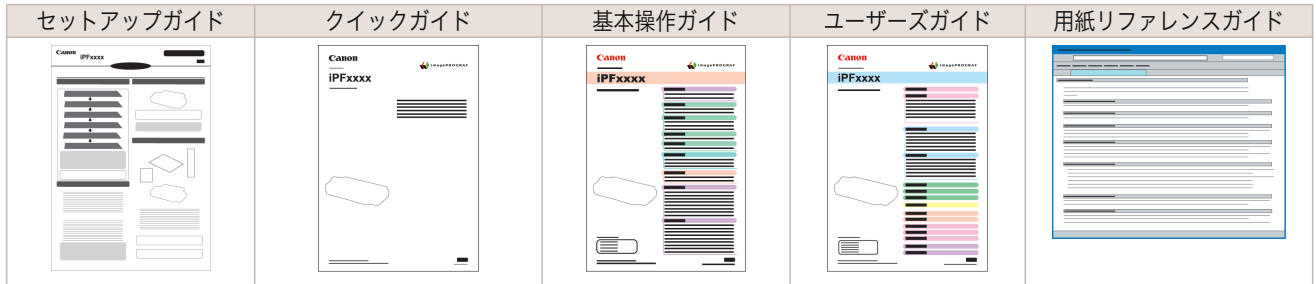 セットアップガイド
クイックガイド
基本操作ガイド
ユーザーズガイド
用紙リファレンスガイド
Canon
iPFxxxx
Canon
imagePROGRAF
iPFxxxx
Canon
imagePROGRAF
iPFxxxx
Canon
imagePROGRAF
iPFxxxx